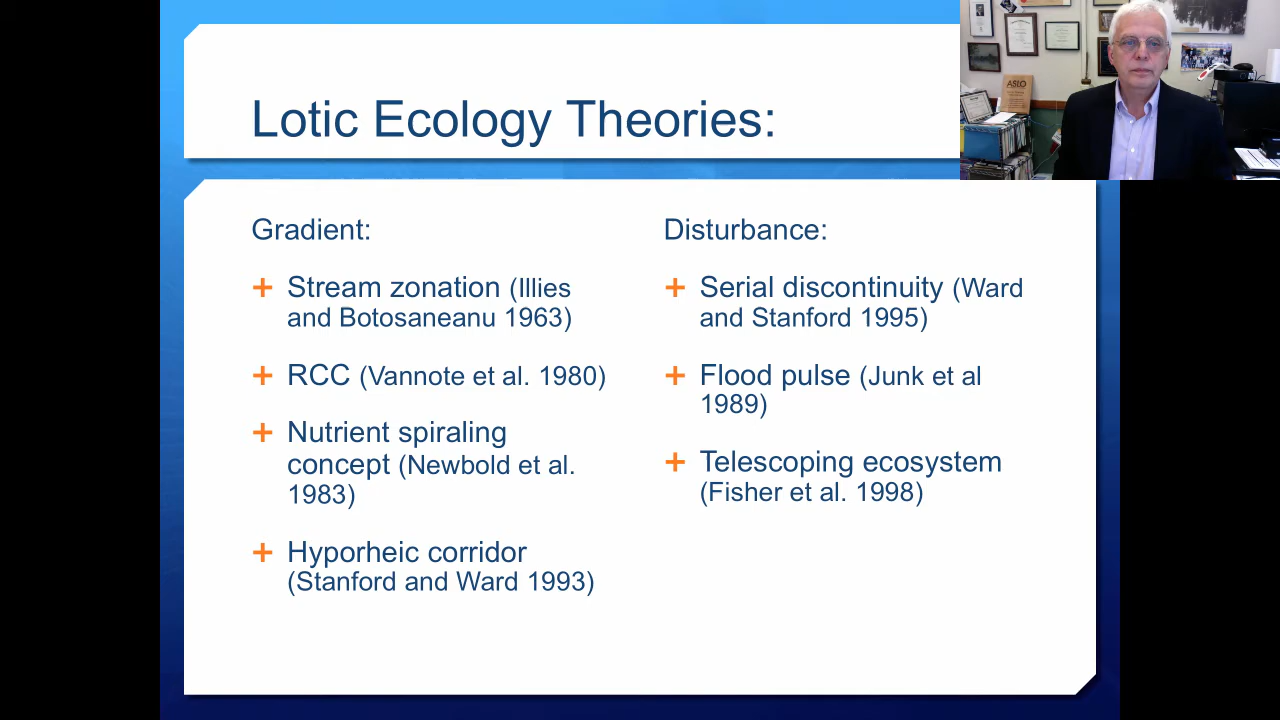 Lotic Ecology Theories:
Gradient:
+ Stream zonation (Illies
and Botosaneanu 1963)
+ RCC (Vannote et al. 1980)
+ Nutrient spiraling
concept (Newbold et al.
1983)
+ Hyporheic corridor
(Stanford and Ward 1993)
Disturbance:
+ Serial discontinuity (Ward
and Stanford 1995)
+ Flood pulse (Junk et al
1989)
+ Telescoping ecosystem
(Fisher et al. 1998)
ASLO